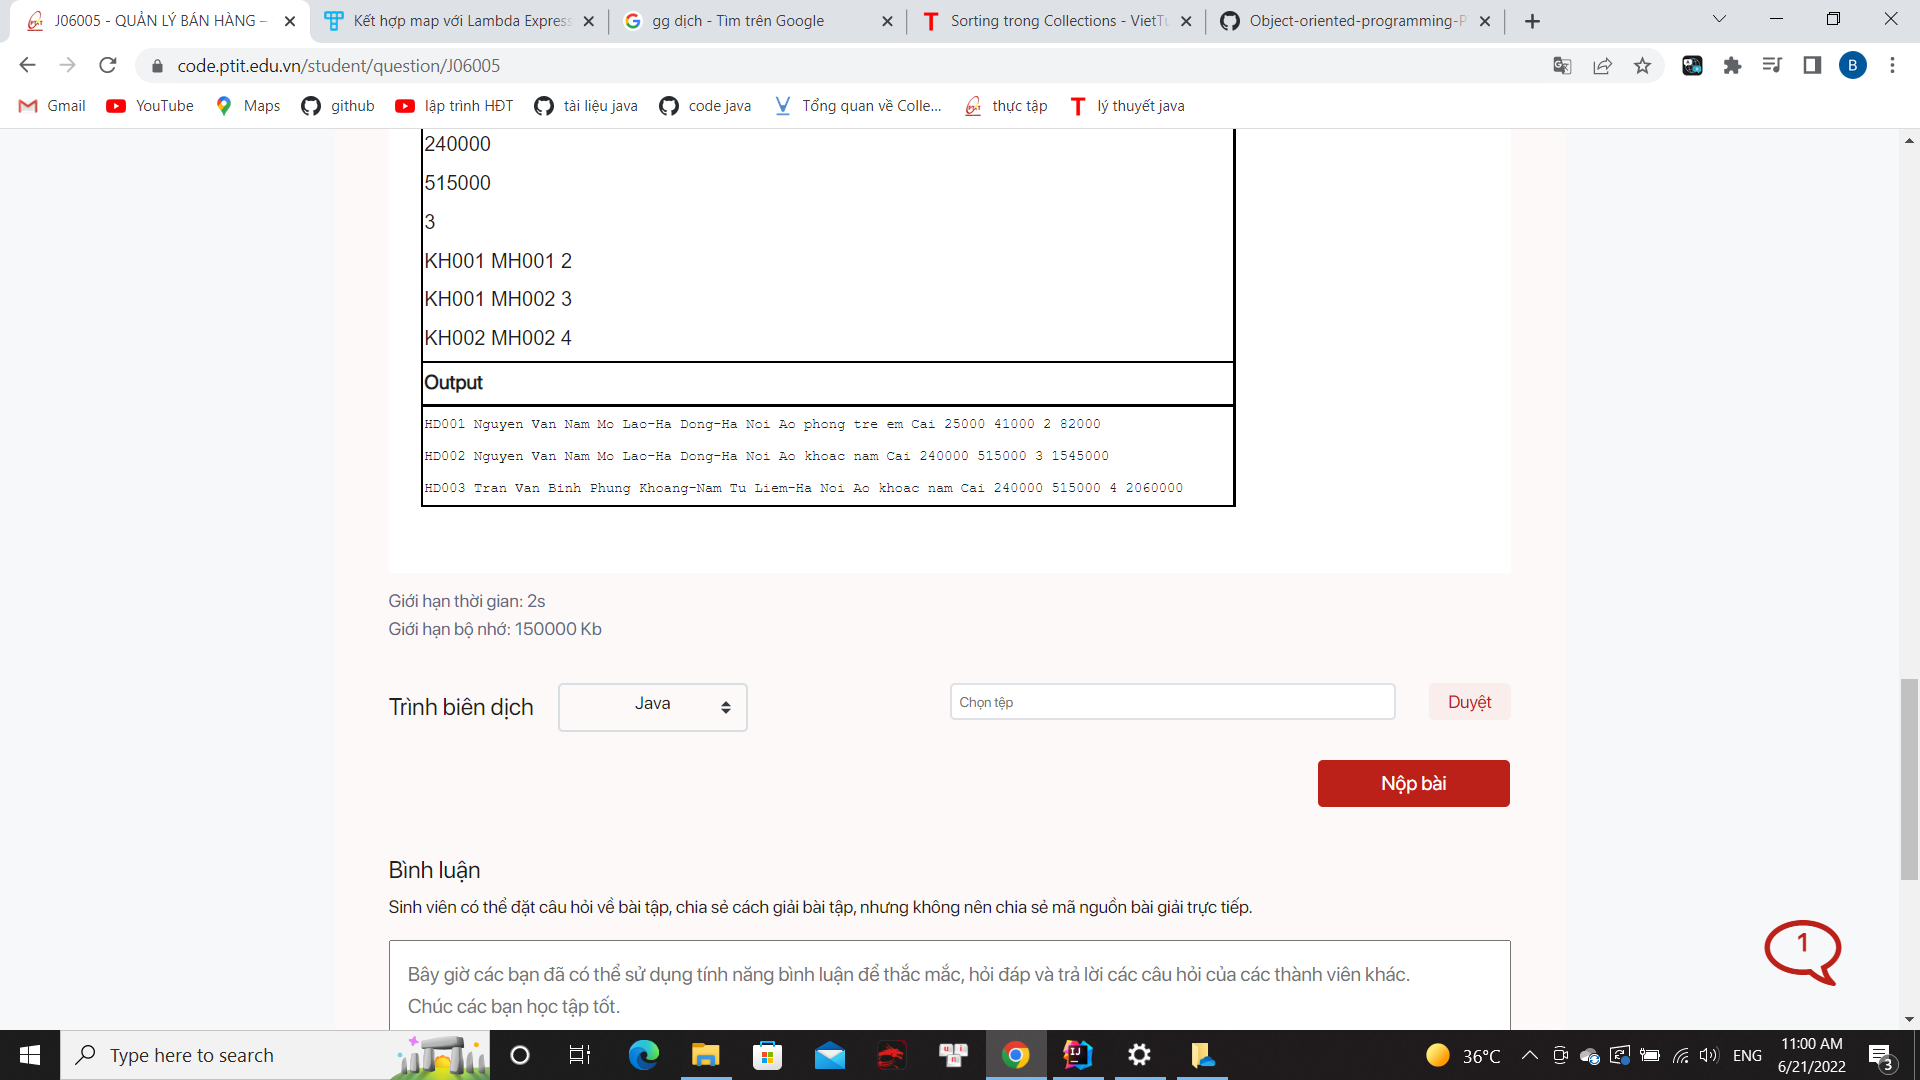 J06005 - QUẢN LÝ BÁN HÀNG –
Kết hợp map với Lambda Express
gg dịch - Tìm trên Google
Sorting trong Collections - VietTu
Object-oriented-programming-P
code.ptit.edu.vn/student/question/J06005
B
Gmail
YouTube
Maps
github
lập trình HĐT
tài liệu java
code java
Tổng quan về Colle...
thực tập
lý thuyết java
240000
515000
3
KH001 MH001 2
KH001 MH002 3
KH002 MH002 4
Output
HD001 Nguyen Van Nam Mo Lao-Ha Dong-Ha Noi Ao phong tre em Cai 25000 41000 2 82000
HD002 Nguyen Van Nam Mo Lao-Ha Dong-Ha Noi Ao khoac nam Cai 240000 515000 3 1545000
HD003 Tran Van Binh Phung Khoang-Nam Tu Liem-Ha Noi Ao khoac nam Cai 240000 515000 4 2060000
Giới hạn thời gian: 2s
Giới hạn bộ nhớ: 150000 Kb
Trình biên dịch
Java
Chọn tệp
Duyệt
Nộp bài
Bình luận
Sinh viên có thể đặt câu hỏi về bài tập, chia sẻ cách giải bài tập, nhưng không nên chia sẻ mã nguồn bài giải trực tiếp.
1
Bây giờ các bạn đã có thể sử dụng tính năng bình luận để thắc mắc, hỏi đáp và trả lời các câu hỏi của các thành viên khác.
Chúc các bạn học tập tốt.
Type here to search
36°C
ENG
11:00 AM
6/21/2022
3